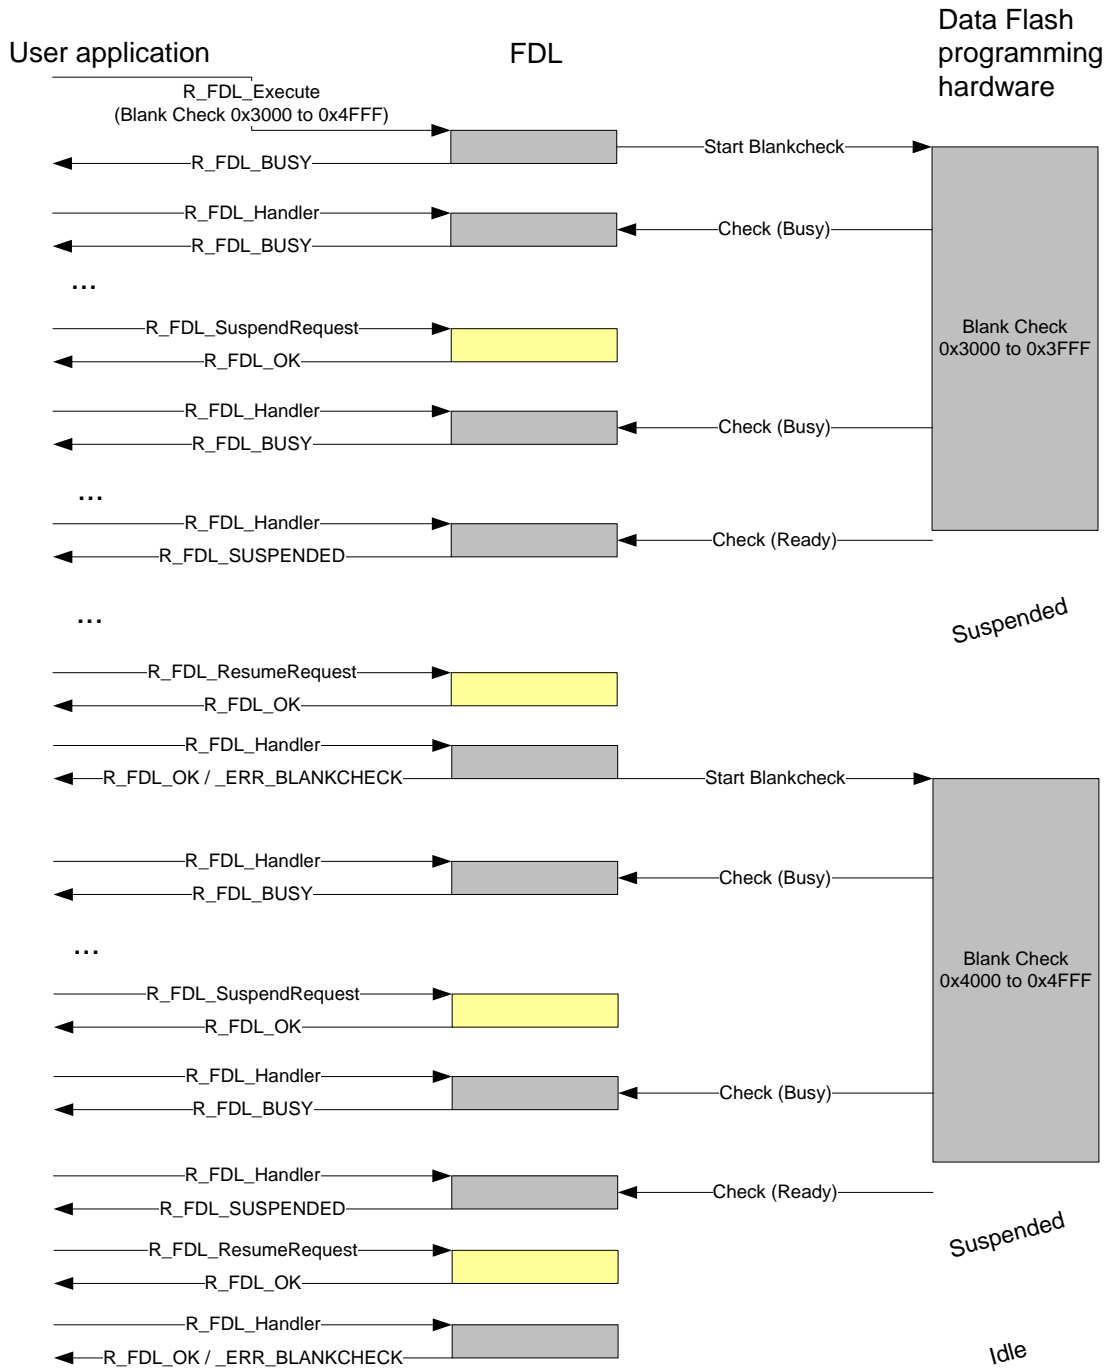 User application
FDL
Data Flash
programming
hardware
R_FDL_Execute
(Blank Check 0x3000 to 0x4FFF)
Start Blankcheck
R_FDL_BUSY
R_FDL_Handler
Check (Busy)
R_FDL_BUSY
...
R_FDL_SuspendRequest
Blank Check
0x3000 to 0x3FFF
R_FDL_OK
R_FDL_Handler
Check (Busy)
R_FDL_BUSY
...
R_FDL_Handler
Check (Ready)
R_FDL_SUSPENDED
...
Suspended
R_FDL_ResumeRequest
R_FDL_OK
R_FDL_Handler
R_FDL_OK / _ERR_BLANKCHECK
Start Blankcheck
R_FDL_Handler
Check (Busy)
R_FDL_BUSY
...
Blank Check
0x4000 to 0x4FFF
R_FDL_SuspendRequest
R_FDL_OK
R_FDL_Handler
Check (Busy)
R_FDL_BUSY
R_FDL_Handler
Check (Ready)
R_FDL_SUSPENDED
Suspended
R_FDL_ResumeRequest
R_FDL_OK
R_FDL_Handler
R_FDL_OK / _ERR_BLANKCHECK
Idle